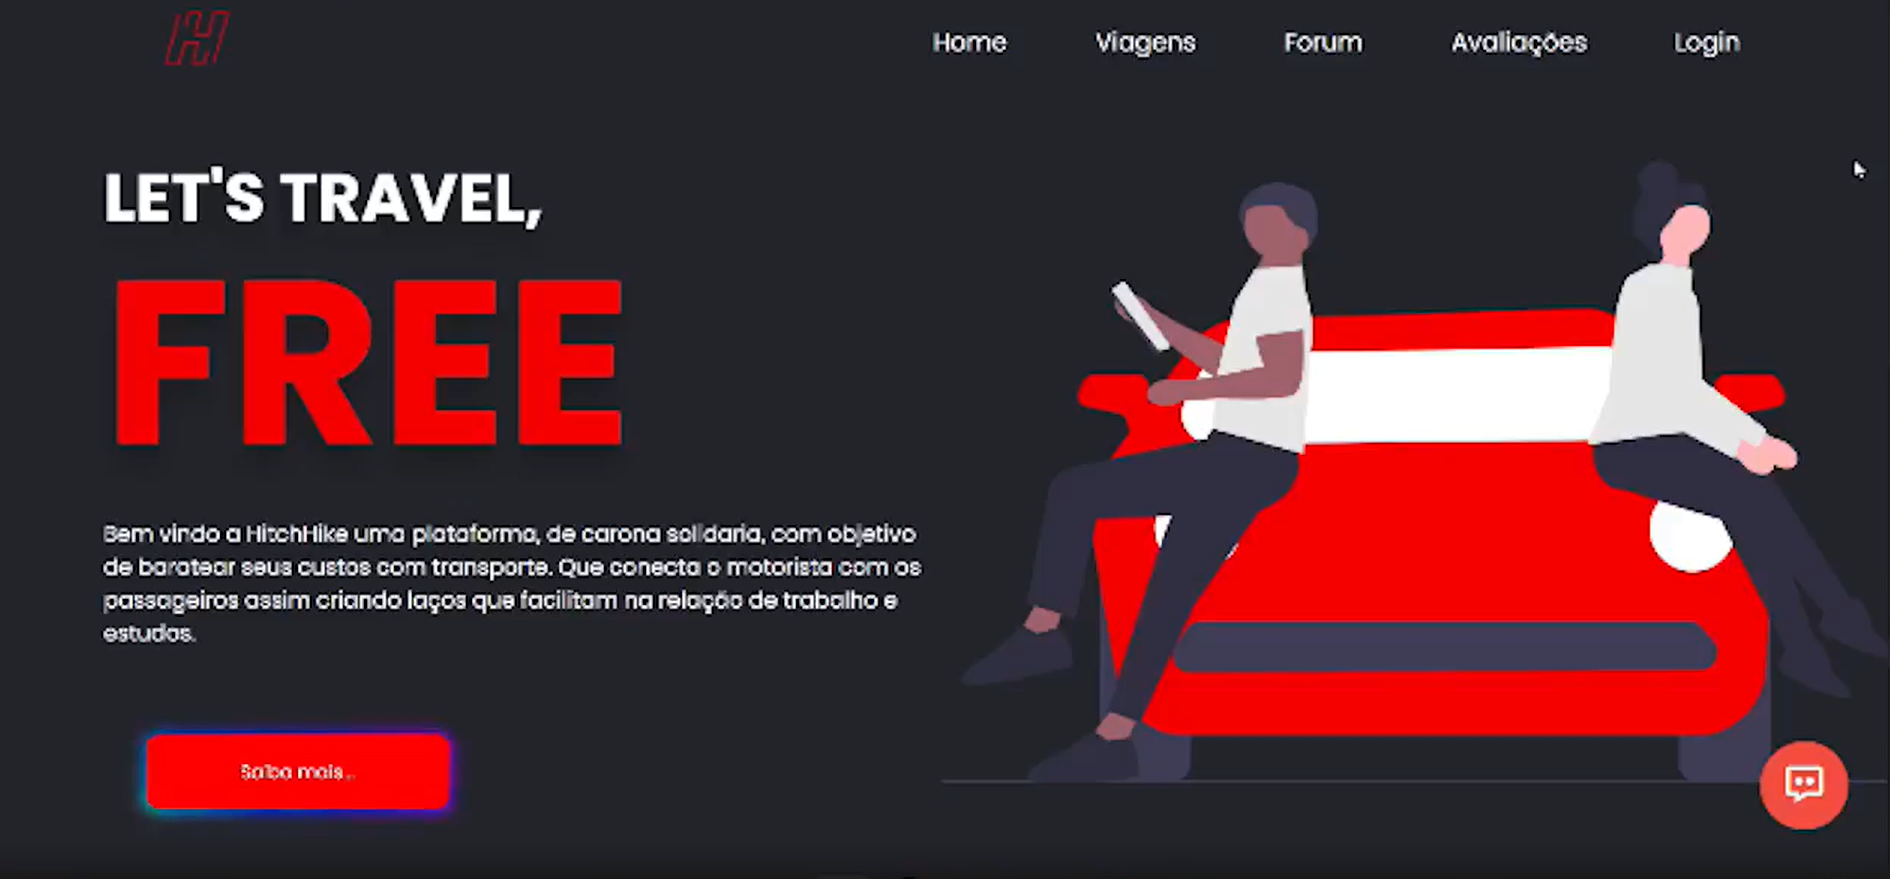 Home Viagens Forum Avaliações Login
LET'S TRAVEL,
FREE
Bem vindo a HitchHike uma plataforma, de carona solidaria, com objetivo
de baratear seus custos com transporte. Que conecta o motorista com os
passageiros assim criando laços que facilitam na relação de trabalho e
estudos.
Saiba mais...